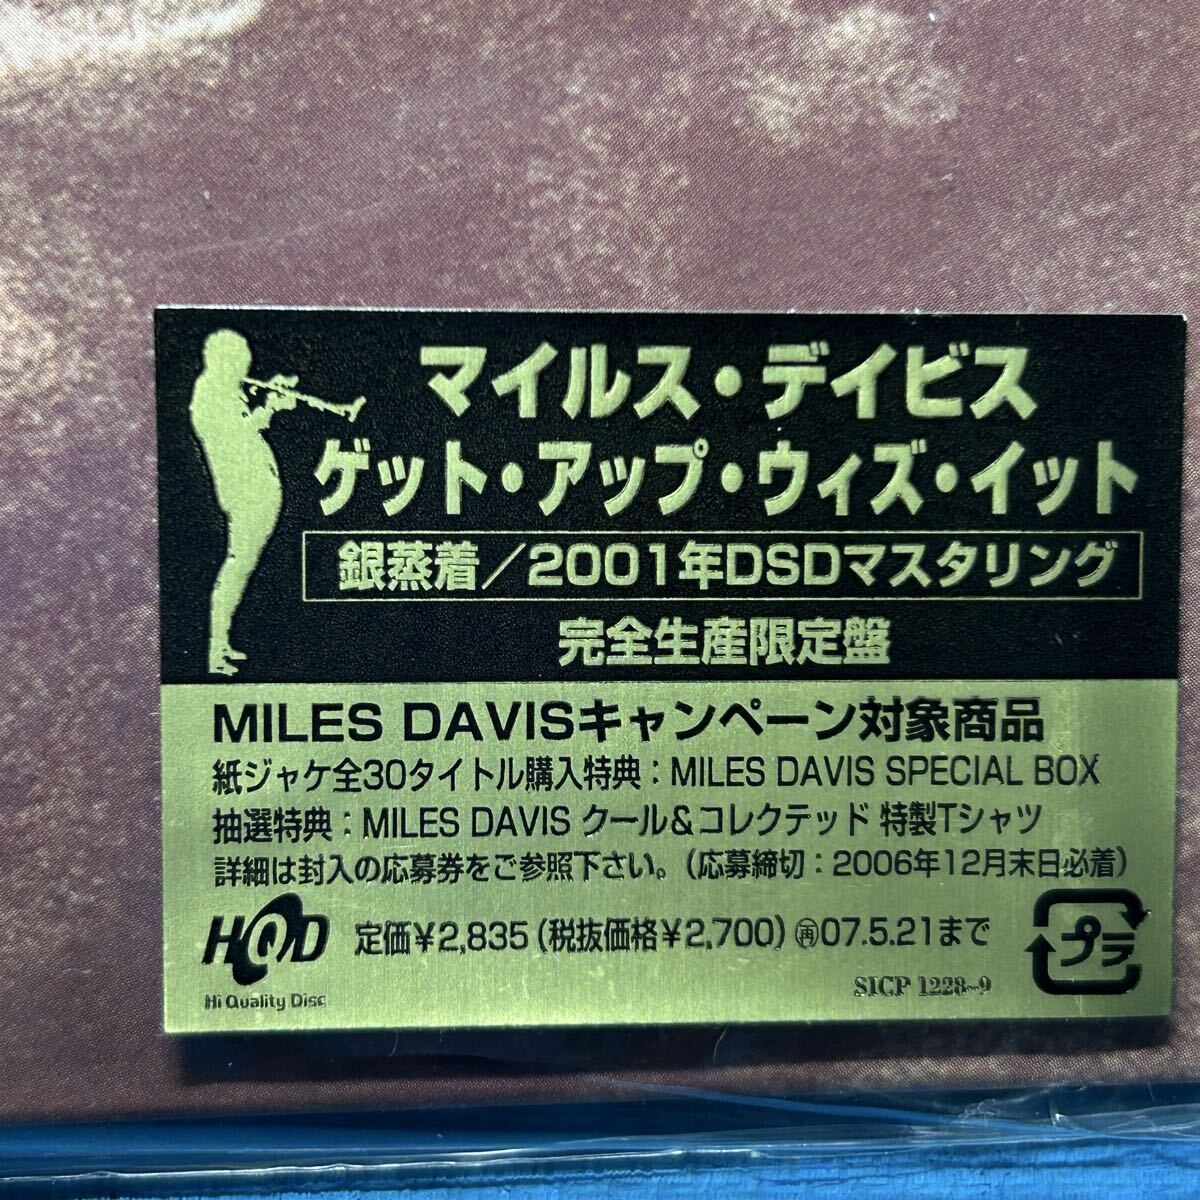 マイルス・デイビス
ゲット・アップ・ウィズ・イット
銀蒸着/2001年DSDマスタリング
完全生産限定盤
MILES DAVISキャンペーン対象商品
紙ジャケ全30タイトル購入特典：MILES DAVIS SPECIAL BOX
抽選特典：MILES DAVIS クール＆コレクテッド 特製Tシャツ
詳細は封入の応募券をご参照下さい。（応募締切：2006年12月末日必着）
HQD
Hi Quality Disc
定価￥2,835（税抜価格￥2,700）㊞07.5.21まで
SICP 1228~9
プラ